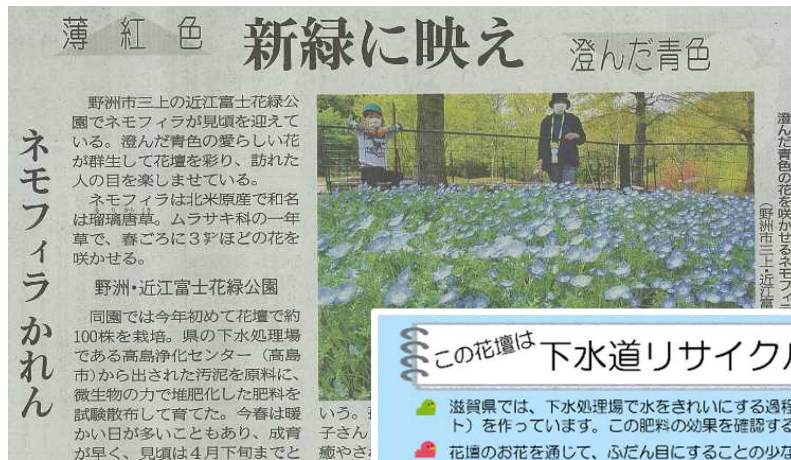 薄紅色
新緑に映え
澄んだ青色
ネモフィラかれん
野洲市三上の近江富士花緑公
園でネモフィラが見頃を迎えて
いる。澄んだ青色の愛らしい花
が群生して花壇を彩り、訪れた
人の目を楽しませている。
ネモフィラは北米原産で和名
は瑠璃唐草。ムラサキ科の一年
草で、春ごろに3㌢ほどの花を
咲かせる。
野洲・近江富士花緑公園
同園では今年初めて花壇で約
100株を栽培。県の下水処理場
である高島浄化センター（高島
市)から出された汚泥を原料に、
微生物の力で堆肥化した肥料を
試験散布して育てた。今春は暖
かい日が多いこともあり、成育
が早く、見頃は4月下旬までと
いう。
子さん
癒やされ
澄んだ青色の花を咲かせるネモフィラ
(野洲市三上・近江富
この花壇は下水道リサイクル
滋賀県では、下水処理場で水をきれいにする過程
ト）を作っています。この肥料の効果を確認する
花壇のお花を通じて、ふだん目にすることの少な